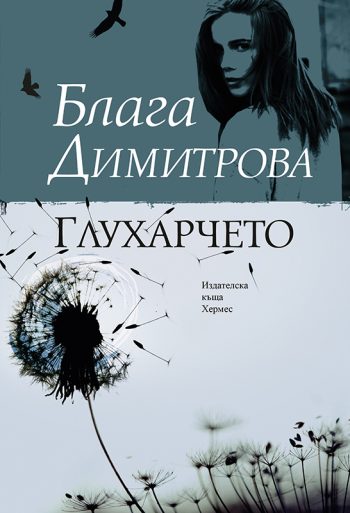 Блага
Димитрова
Глухарчето
Издателска
къща
Хермес